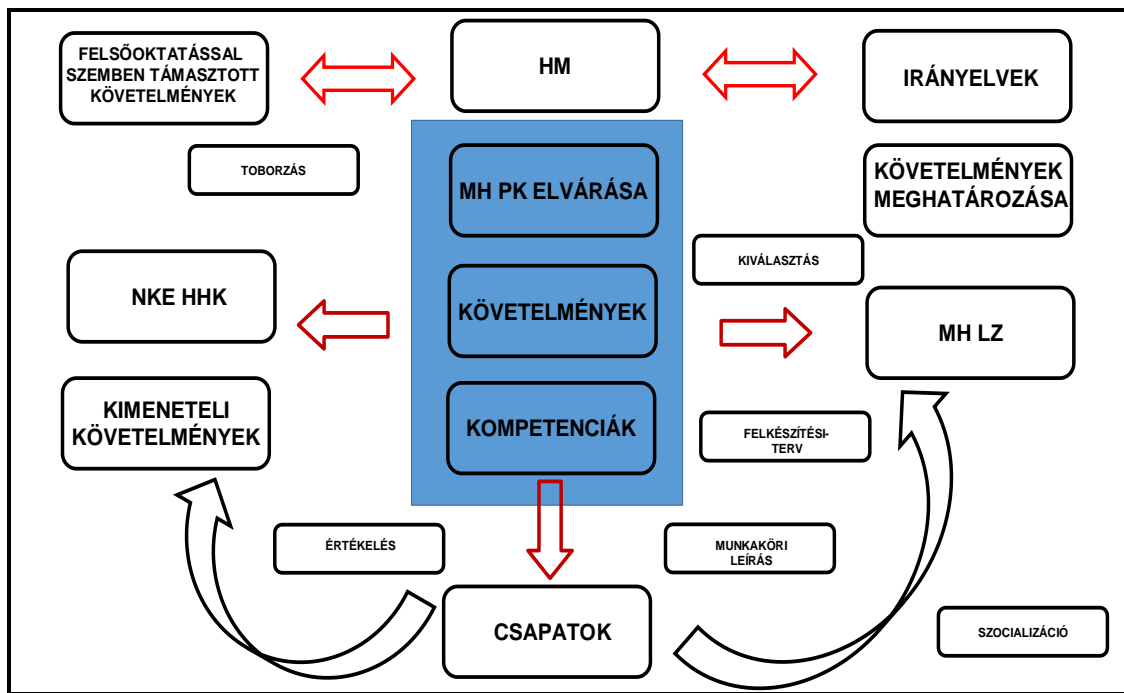 FELSŐOKTATÁSSAL
SZEMBEN TÁMASZTOTT
KÖVETELMÉNYEK
HM
IRÁNYELVEK
TOBORZÁS
MH PK ELVÁRÁSA
KÖVETELMÉNYEK
MEGHATÁROZÁSA
KIVÁLASZTÁS
NKE HHK
KÖVETELMÉNYEK
MH LZ
KIMENETELI
KÖVETELMÉNYEK
KOMPETENCIÁK
FELKÉSZÍTÉSI-
TERV
ÉRTÉKELÉS
MUNKAKÖRI
LEÍRÁS
CSAPATOK
SZOCIALIZÁCIÓ